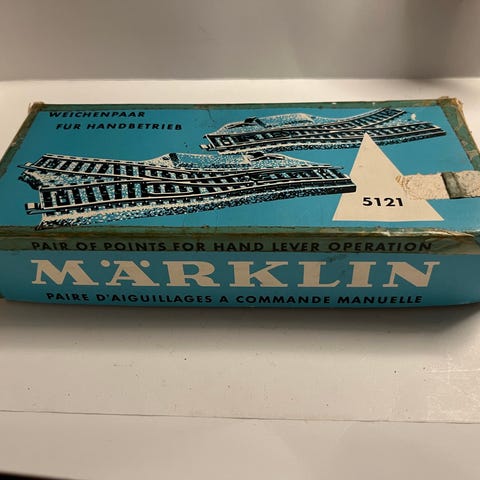 WEICHENPAAR
FÜR HANDBETRIEB
5121
PAIR OF POINTS FOR HAND LEVER OPERATION
MÄRKLIN
PAIRE D'AIGUILLAGES A COMMANDE MANUELLE